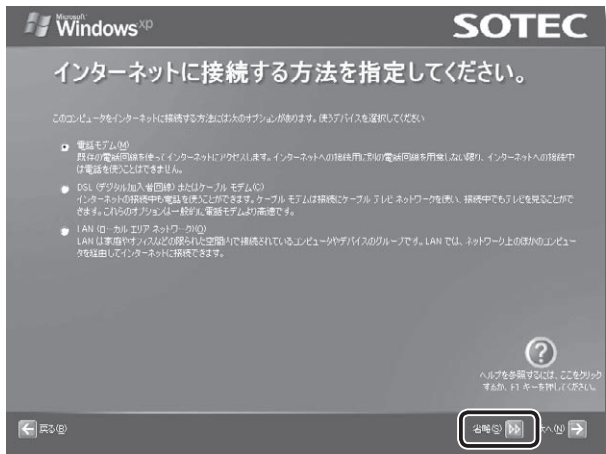 Microsoft
Windows xp
SOTEC
インターネットに接続する方法を指定してください。
このコンピュータをインターネットに接続する方法には次のオプションがあります。使うデバイスを選択してください
電話モデム(M)
既存の電話回線を使ってインターネットにアクセスします。インターネットへの接続用に別の電話回線を用意しない限り、インターネットへの接続中
は電話を使うことはできません。
DSL (デジタル加入者回線) またはケーブル モデム(C)
インターネットの接続中も電話を使うことができます。ケーブル モデムは接続にケーブル テレビ ネットワークを使い、接続中でもテレビを見ることがで
きます。これらのオプションは一般的に電話モデムより高速です。
LAN (ローカル エリア ネットワーク)(O)
LAN は家庭やオフィスなどの限られた空間内で接続されているコンピュータやデバイスのグループです。LAN では、ネットワーク上のほかのコンピュー
タを経由してインターネットに接続できます。
ヘルプを参照するには、ここをクリック
するか、F1 キーを押してください。
戻る(B)
省略(S)
次へ(N)